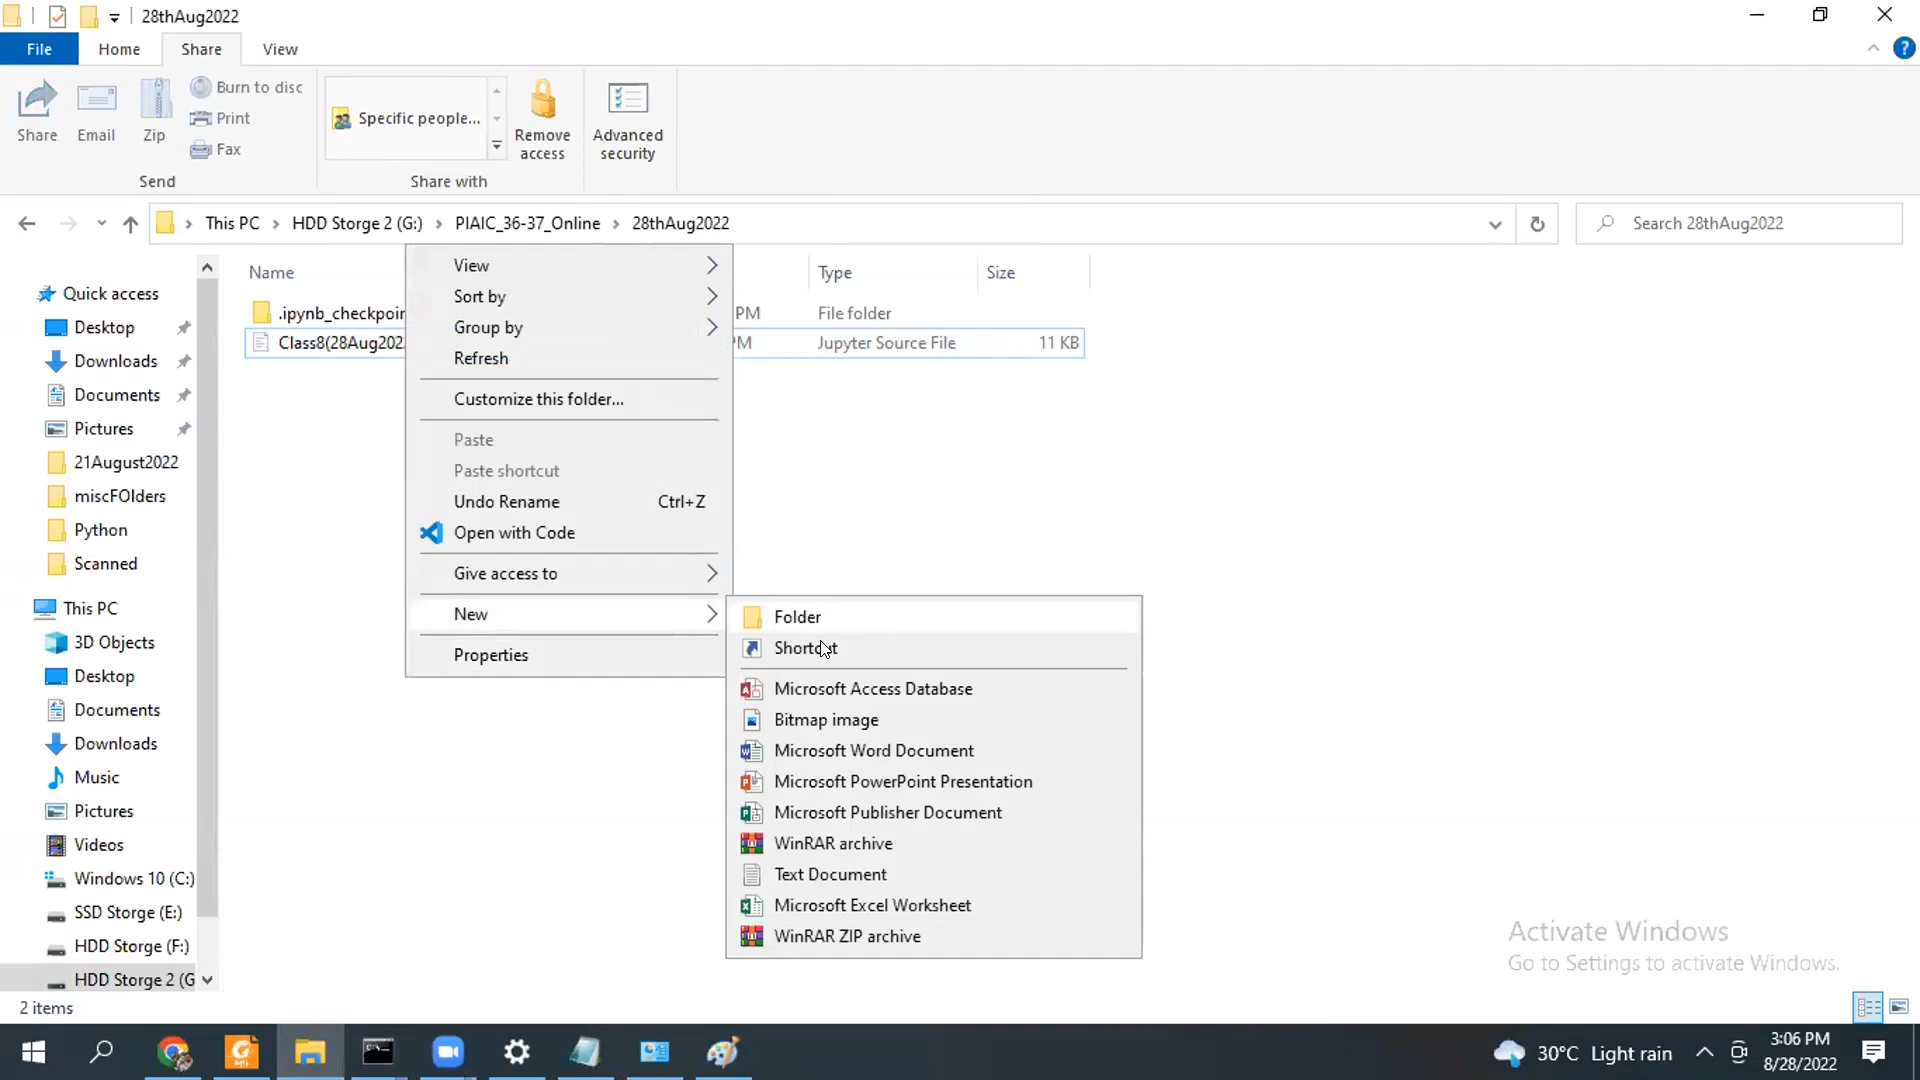 28thAug2022
File
Home
Share
View
?
Share
Email
Zip
Burn to disc
Print
Fax
Send
Specific people...
Remove access
Advanced security
Share with
This PC
HDD Storge 2 (G:)
PIAIC_36-37_Online
28thAug2022
Search 28thAug2022
Name
Type
Size
.ipynb_checkpoin
PM
File folder
Class8(28Aug202
PM
Jupyter Source File
11 KB
Quick access
Desktop
Downloads
Documents
Pictures
21August2022
miscFOlders
Python
Scanned
This PC
3D Objects
Desktop
Documents
Downloads
Music
Pictures
Videos
Windows 10 (C:)
SSD Storge (E:)
HDD Storge (F:)
HDD Storge 2 (G
View
Sort by
Group by
Refresh
Customize this folder...
Paste
Paste shortcut
Undo Rename Ctrl+Z
Open with Code
Give access to
New
Properties
Folder
Shortcut
Microsoft Access Database
Bitmap image
Microsoft Word Document
Microsoft PowerPoint Presentation
Microsoft Publisher Document
WinRAR archive
Text Document
Microsoft Excel Worksheet
WinRAR ZIP archive
Activate Windows
Go to Settings to activate Windows.
2 items
30°C Light rain
3:06 PM
8/28/2022